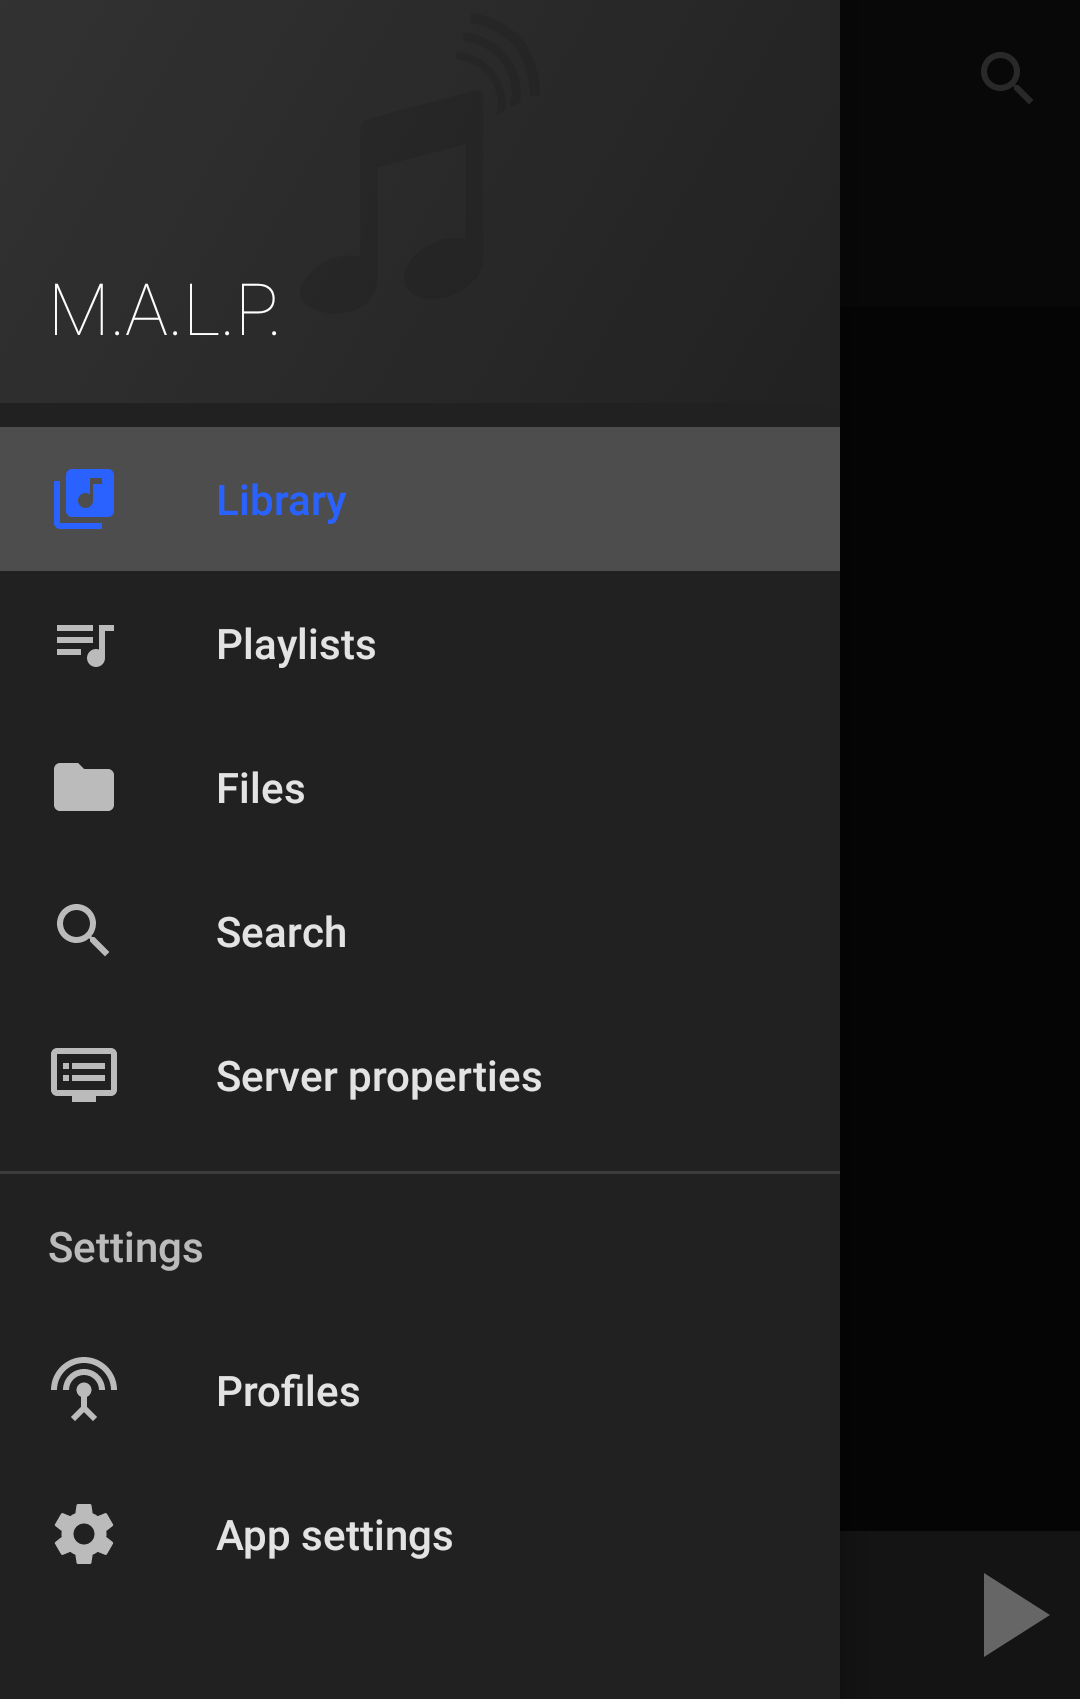 M.A.L.P.
Library
Playlists
Files
Search
Server properties
Settings
Profiles
App settings